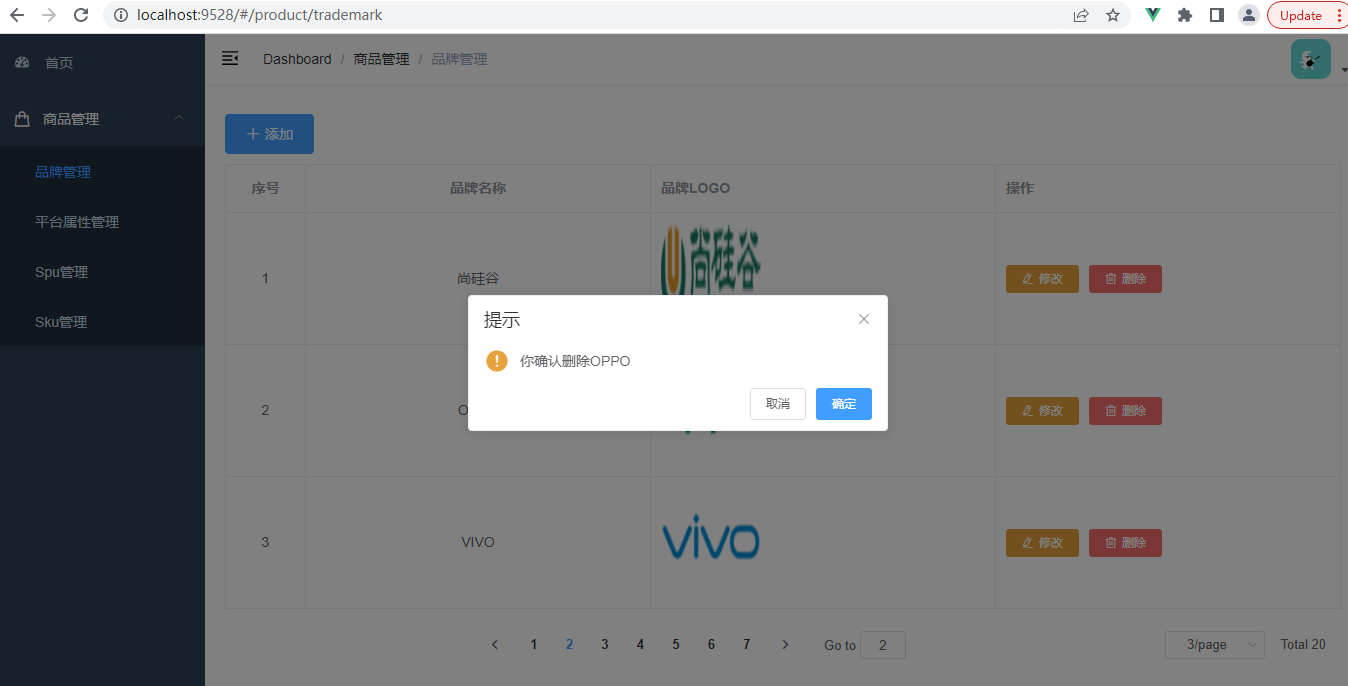 localhost:9528/#/product/trademark
Update
首页
Dashboard / 商品管理 / 品牌管理
商品管理
添加
品牌管理
平台属性管理
Spu管理
Sku管理
序号 品牌名称 品牌LOGO 操作
1 尚硅谷 尚硅谷 修改 删除
提示
你确认删除OPPO
取消 确定
2 O 修改 删除
3 VIVO vivo 修改 删除
1 2 3 4 5 6 7 Go to 2 3/page Total 20